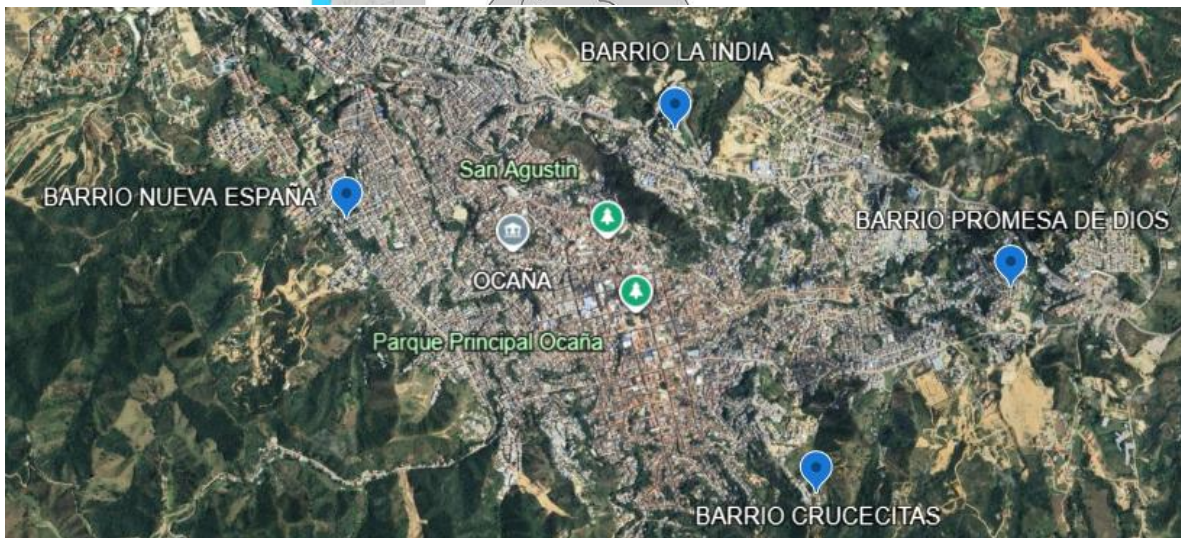 BARRIO LA INDIA
San Agustin
BARRIO NUEVA ESPAÑA
BARRIO PROMESA DE DIOS
OCAÑA
Parque Principal Ocaña
BARRIO CRUCECITAS